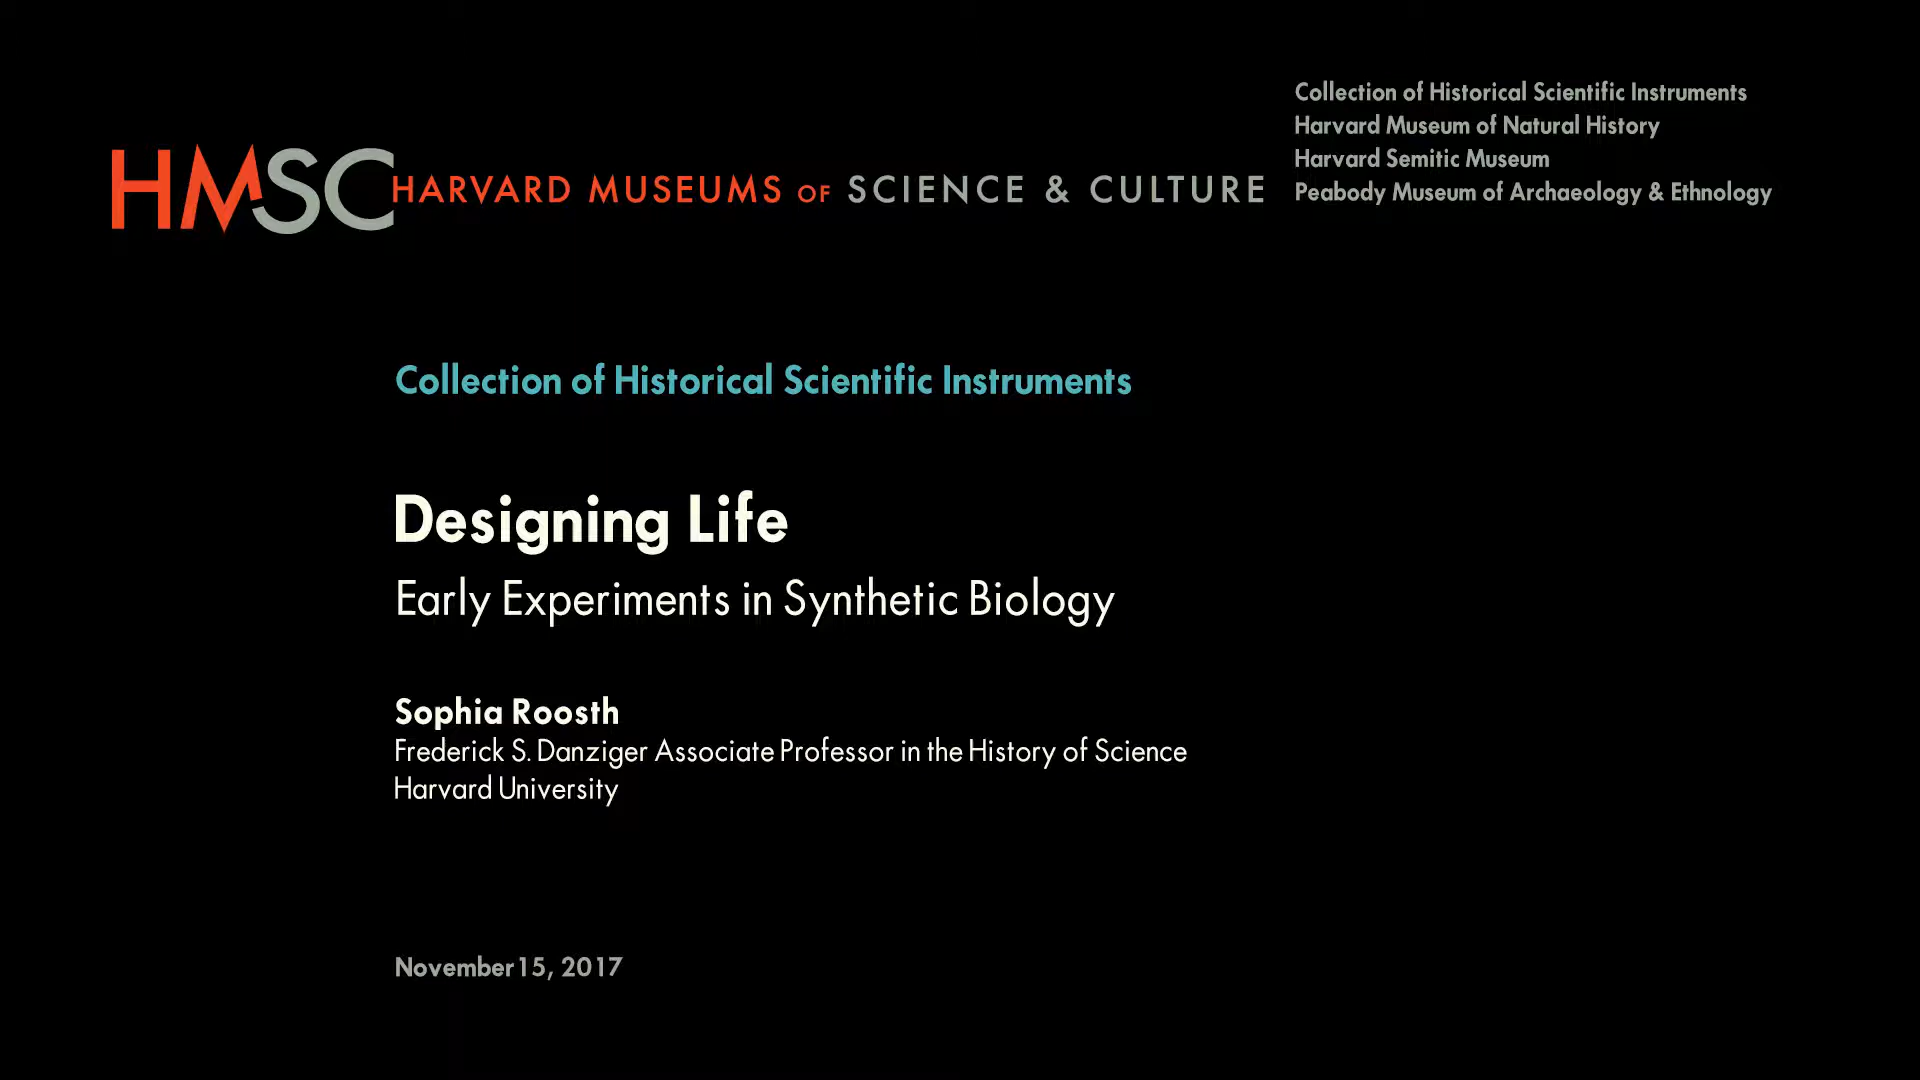 HMSC HARVARD MUSEUMS OF SCIENCE & CULTURE
Collection of Historical Scientific Instruments
Harvard Museum of Natural History
Harvard Semitic Museum
Peabody Museum of Archaeology & Ethnology
Collection of Historical Scientific Instruments
Designing Life
Early Experiments in Synthetic Biology
Sophia Roosth
Frederick S. Danziger Associate Professor in the History of Science
Harvard University
November 15, 2017